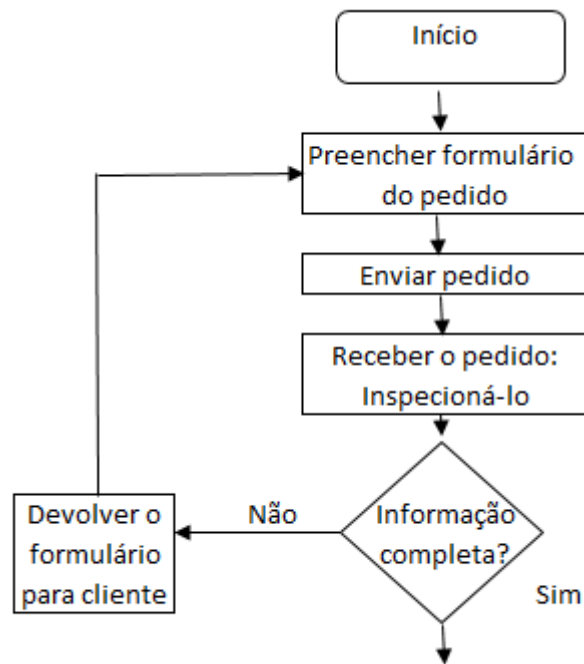 Início
Preencher formulário
do pedido
Enviar pedido
Receber o pedido:
Inspecioná-lo
Informação
completa?
Não
Devolver o
formulário
para cliente
Sim